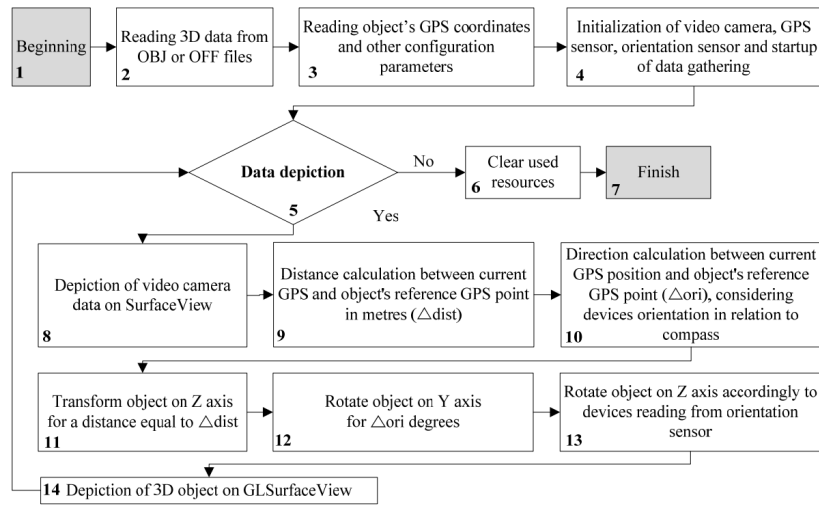 Beginning
1
Reading 3D data from
OBJ or OFF files
2
Reading object's GPS coordinates
and other configuration
parameters
3
Initialization of video camera, GPS
sensor, orientation sensor and startup
of data gathering
4
Data depiction
5
No
Yes
Clear used
resources
6
Finish
7
Depiction of video camera
data on SurfaceView
8
Distance calculation between current
GPS and object's reference GPS point
in metres (△dist)
9
Direction calculation between current
GPS position and object's reference
GPS point (△ori), considering
devices orientation in relation to
compass
10
Transform object on Z axis
for a distance equal to △dist
11
Rotate object on Y axis
for △ori degrees
12
Rotate object on Z axis accordingly to
devices reading from orientation
sensor
13
14 Depiction of 3D object on GLSurfaceView